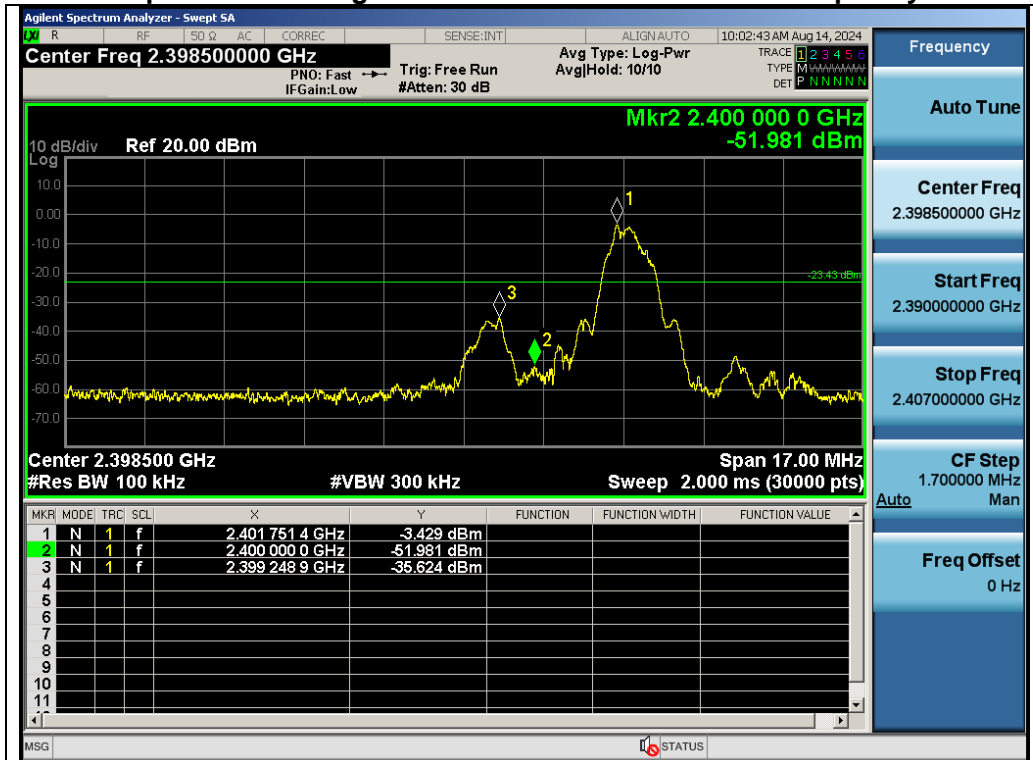 Agilent Spectrum Analyzer - Swept SA
LXI R RF 50 Ω AC CORREC SENSE:INT ALIGN AUTO 10:02:43 AM Aug 14, 2024
Center Freq 2.398500000 GHz
PNO: Fast
IFGain:Low
Trig: Free Run
#Atten: 30 dB
Avg Type: Log-Pwr
Avg|Hold: 10/10
TRACE 1 2 3 4 5 6
TYPE M W W W W W
DET P N N N N N
Mkr2 2.400 000 0 GHz
-51.981 dBm
10 dB/div Ref 20.00 dBm
Log
10.0
0.00
-10.0
-20.0
-30.0
-40.0
-50.0
-60.0
-70.0
1
-23.43 dBm
3
2
Center 2.398500 GHz Span 17.00 MHz
#Res BW 100 kHz #VBW 300 kHz Sweep 2.000 ms (30000 pts)
MKR MODE TRC SCL X Y FUNCTION FUNCTION WIDTH FUNCTION VALUE
1 N 1 f 2.401 751 4 GHz -3.429 dBm
2 N 1 f 2.400 000 0 GHz -51.981 dBm
3 N 1 f 2.399 248 9 GHz -35.624 dBm
4
5
6
7
8
9
10
11
MSG STATUS
Frequency
Auto Tune
Center Freq
2.398500000 GHz
Start Freq
2.390000000 GHz
Stop Freq
2.407000000 GHz
CF Step
1.700000 MHz
Auto Man
Freq Offset
0 Hz